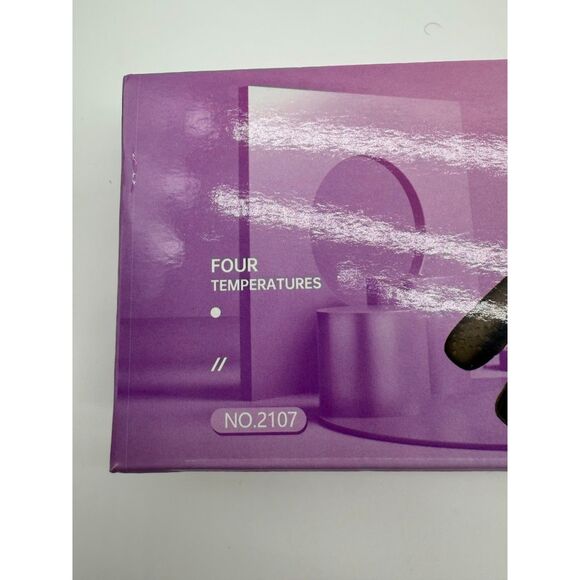 FOUR
TEMPERATURES
//
NO.2107